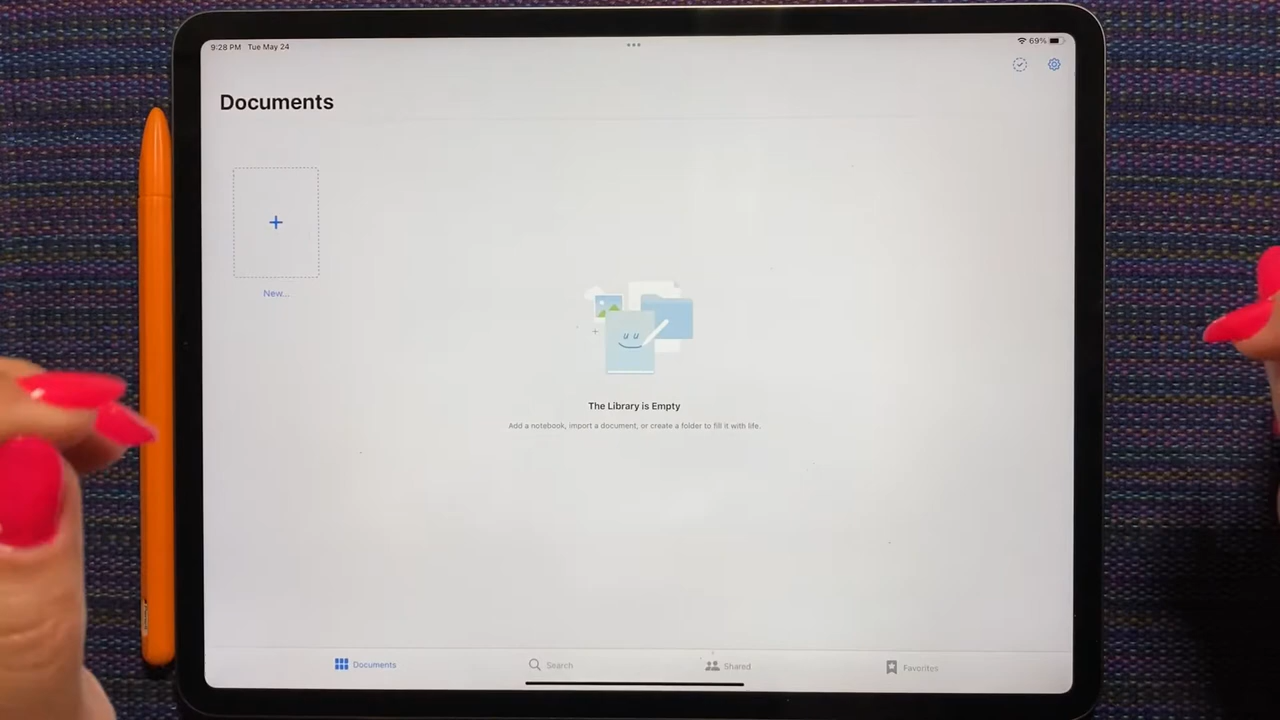 9:28 PM Tue May 24
69%
Documents
New...
The Library is Empty
Add a notebook, import a document, or create a folder to fill it with life.
Documents
Search
Shared
Favorites